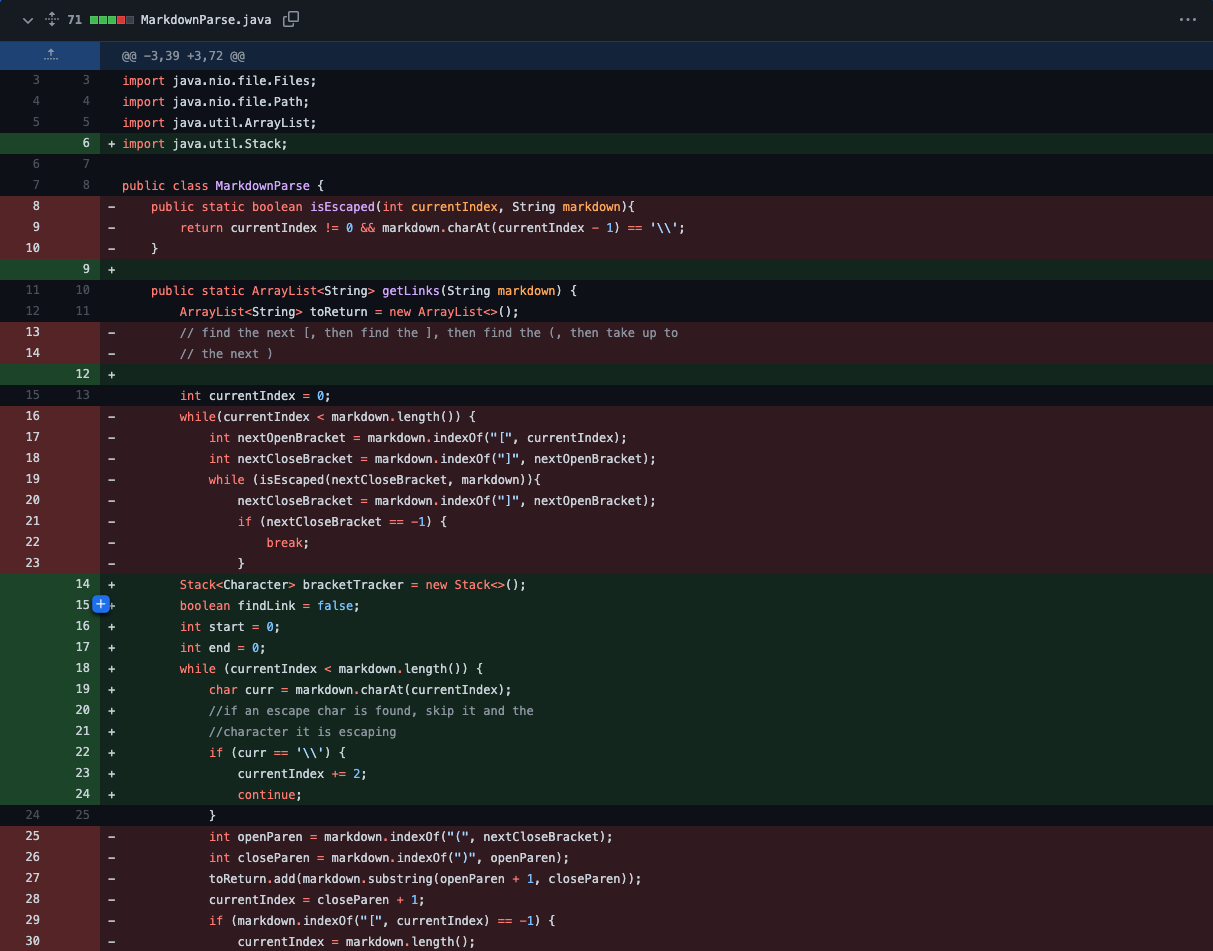 71 MarkdownParse.java
@@ -3,39 +3,72 @@
3 3 import java.nio.file.Files;
4 4 import java.nio.file.Path;
5 5 import java.util.ArrayList;
6 + import java.util.Stack;
6 7
7 8 public class MarkdownParse {
8 - public static boolean isEscaped(int currentIndex, String markdown){
9 - return currentIndex != 0 && markdown.charAt(currentIndex - 1) == '\\';
10 - }
9 +
11 10 public static ArrayList<String> getLinks(String markdown) {
12 11 ArrayList<String> toReturn = new ArrayList<>();
13 - // find the next [, then find the ], then find the (, then take up to
14 - // the next )
12 +
15 13 int currentIndex = 0;
16 - while(currentIndex < markdown.length()) {
17 - int nextOpenBracket = markdown.indexOf("[", currentIndex);
18 - int nextCloseBracket = markdown.indexOf("]", nextOpenBracket);
19 - while (isEscaped(nextCloseBracket, markdown)){
20 - nextCloseBracket = markdown.indexOf("]", nextOpenBracket);
21 - if (nextCloseBracket == -1) {
22 - break;
23 - }
14 + Stack<Character> bracketTracker = new Stack<>();
15 + boolean findLink = false;
16 + int start = 0;
17 + int end = 0;
18 + while (currentIndex < markdown.length()) {
19 + char curr = markdown.charAt(currentIndex);
20 + //if an escape char is found, skip it and the
21 + //character it is escaping
22 + if (curr == '\\') {
23 + currentIndex += 2;
24 + continue;
24 25 }
25 - int openParen = markdown.indexOf("(", nextCloseBracket);
26 - int closeParen = markdown.indexOf(")", openParen);
27 - toReturn.add(markdown.substring(openParen + 1, closeParen));
28 - currentIndex = closeParen + 1;
29 - if (markdown.indexOf("[", currentIndex) == -1) {
30 - currentIndex = markdown.length();